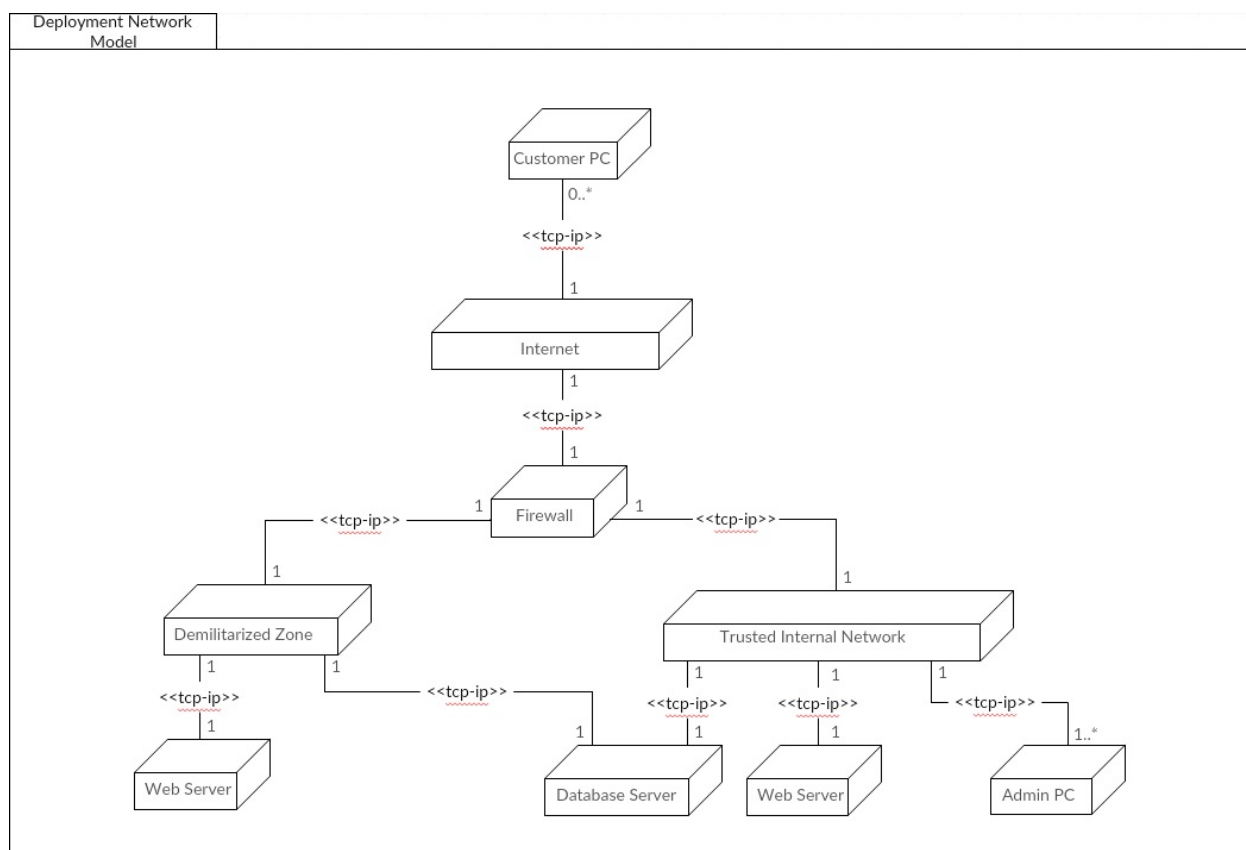 Deployment Network
Model
Customer PC
0..*
<<tcp-ip>>
1
Internet
1
<<tcp-ip>>
1
Firewall
1
<<tcp-ip>>
1
<<tcp-ip>>
1
1
Demilitarized Zone
Trusted Internal Network
1
1
1
1
1
<<tcp-ip>>
<<tcp-ip>>
<<tcp-ip>>
<<tcp-ip>>
<<tcp-ip>>
1
1
1
1
1..*
Web Server
Database Server
Web Server
Admin PC